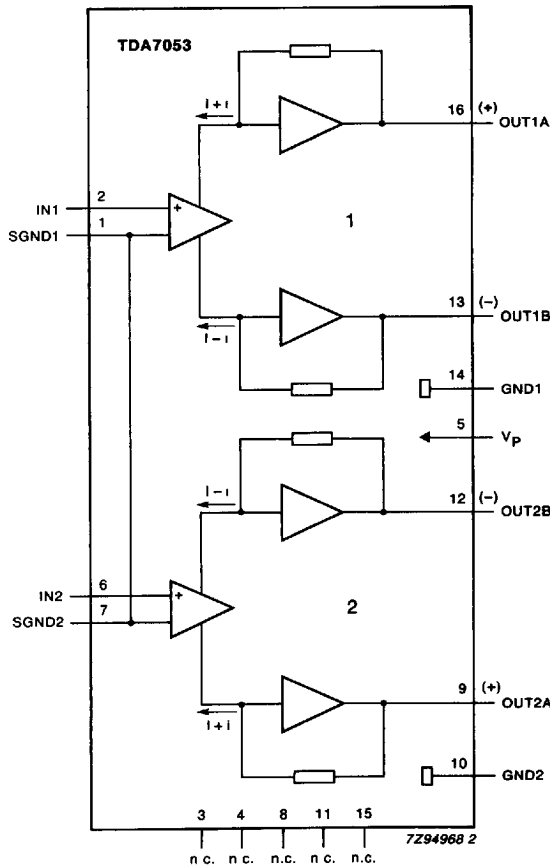 TDA7053
I+i
16 (+)
OUT1A
2
IN1
+
1
1
SGND1
13 (-)
OUT1B
I-i
14
GND1
5
VP
I-i
12 (-)
OUT2B
6
IN2
+
2
7
SGND2
9 (+)
OUT2A
I+i
10
GND2
3 4 8 11 15
7Z94968 2
n c. n c. n.c. n c. n.c.